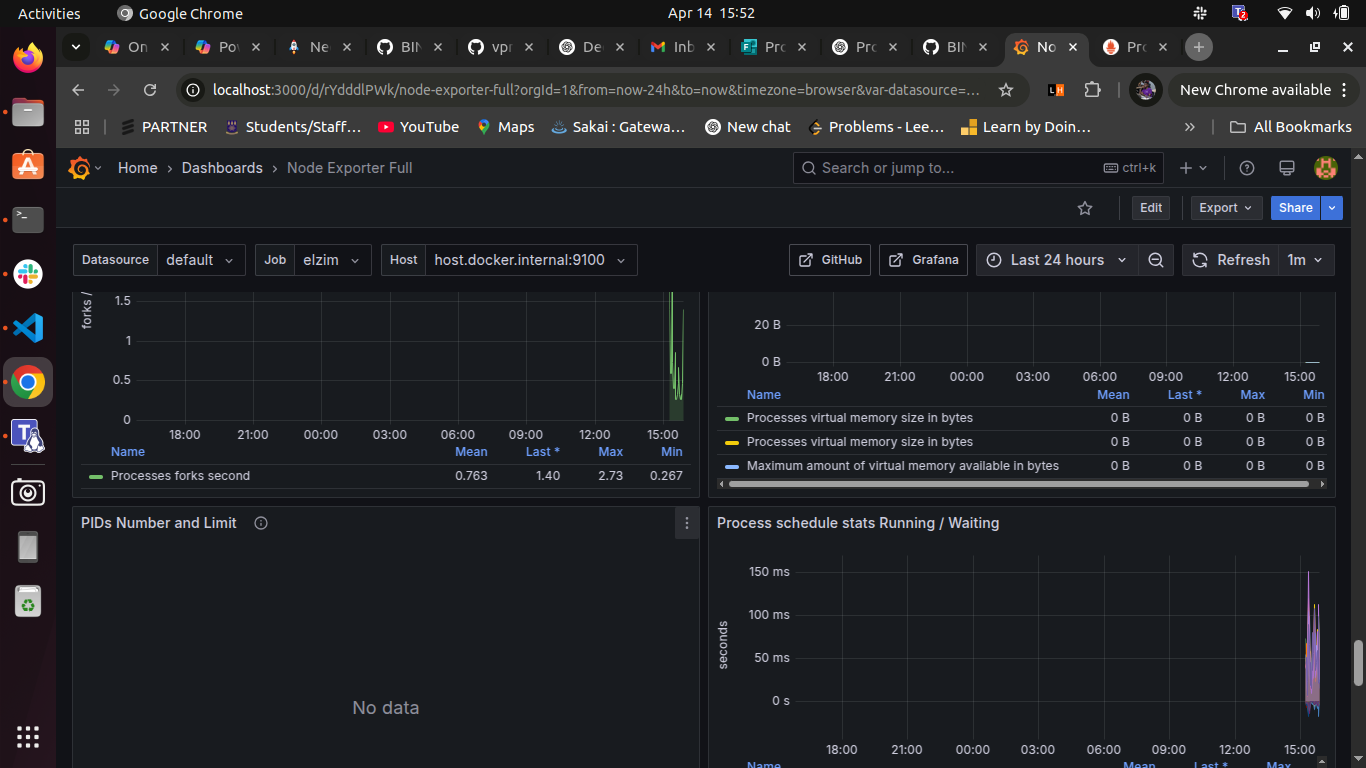 Activities Google Chrome Apr 14 15:52
On Pov Ne BIN vpr De Inb Pro Pro BIN No Pro
localhost:3000/d/rYdddlPWk/node-exporter-full?orgId=1&from=now-24h&to=now&timezone=browser&var-datasource=... New Chrome available
PARTNER Students/Staff... YouTube Maps Sakai : Gatewa... New chat Problems - Lee... Learn by Doin... » All Bookmarks
Home › Dashboards › Node Exporter Full Search or jump to... ctrl+k
Edit Export Share
Datasource default Job elzim Host host.docker.internal:9100 GitHub Grafana Last 24 hours Refresh 1m
forks /
1.5
1
0.5
0
18:00 21:00 00:00 03:00 06:00 09:00 12:00 15:00
Name Mean Last * Max Min
Processes forks second 0.763 1.40 2.73 0.267
20 B
0 B
18:00 21:00 00:00 03:00 06:00 09:00 12:00 15:00
Name Mean Last * Max Min
Processes virtual memory size in bytes 0 B 0 B 0 B 0 B
Processes virtual memory size in bytes 0 B 0 B 0 B 0 B
Maximum amount of virtual memory available in bytes 0 B 0 B 0 B 0 B
PIDs Number and Limit
No data
Process schedule stats Running / Waiting
seconds
150 ms
100 ms
50 ms
0 s
18:00 21:00 00:00 03:00 06:00 09:00 12:00 15:00
Name Mean Last * Max